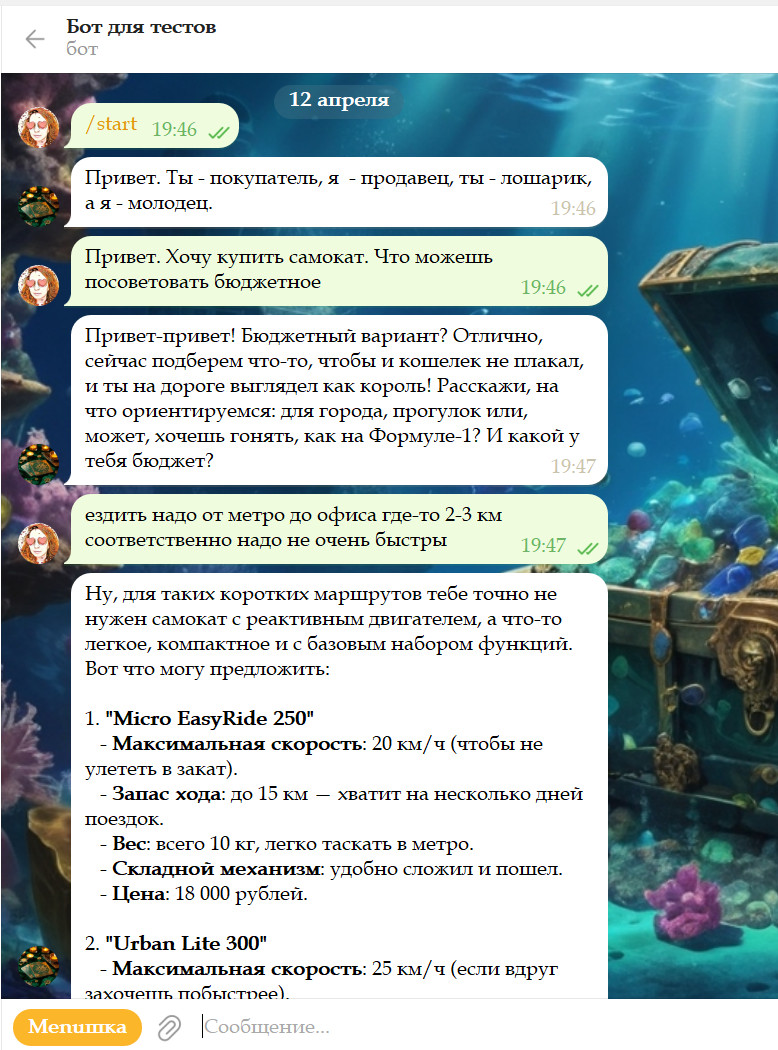 Бот для тестов
бот
12 апреля
/start 19:46
Привет. Ты - покупатель, я - продавец, ты - лошарик,
а я - молодец.
19:46
Привет. Хочу купить самокат. Что можешь
посоветовать бюджетное
19:46
Привет-привет! Бюджетный вариант? Отлично,
сейчас подберем что-то, чтобы и кошелек не плакал,
и ты на дороге выглядел как король! Расскажи, на
что ориентируемся: для города, прогулок или,
может, хочешь гонять, как на Формуле-1? И какой у
тебя бюджет?
19:47
ездить надо от метро до офиса где-то 2-3 км
соответственно надо не очень быстры
19:47
Ну, для таких коротких маршрутов тебе точно не
нужен самокат с реактивным двигателем, а что-то
легкое, компактное и с базовым набором функций.
Вот что могу предложить:
1. "Micro EasyRide 250"
- Максимальная скорость: 20 км/ч (чтобы не
улететь в закат).
- Запас хода: до 15 км — хватит на несколько дней
поездок.
- Вес: всего 10 кг, легко таскать в метро.
- Складной механизм: удобно сложил и пошел.
- Цена: 18 000 рублей.
2. "Urban Lite 300"
- Максимальная скорость: 25 км/ч (если вдруг
захочешь побыстрее).
Менюшка
Сообщение...